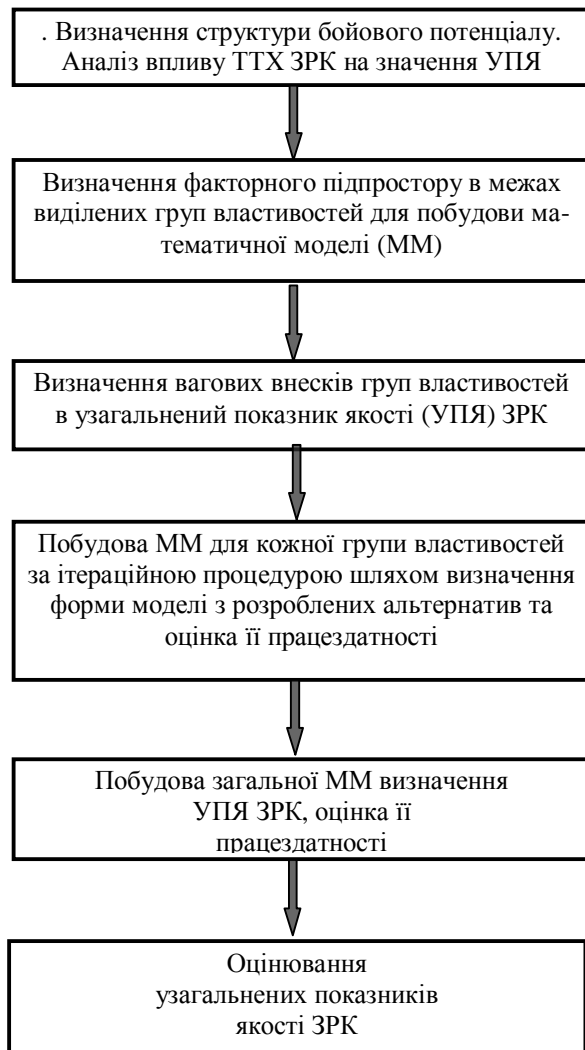 . Визначення структури бойового потенціалу.
Аналіз впливу ТТХ ЗРК на значення УПЯ
Визначення факторного підпростору в межах
виділених груп властивостей для побудови ма-
тематичної моделі (ММ)
Визначення вагових внесків груп властивостей
в узагальнений показник якості (УПЯ) ЗРК
Побудова ММ для кожної групи властивостей
за ітераційною процедурою шляхом визначення
форми моделі з розроблених альтернатив та
оцінка її працездатності
Побудова загальної ММ визначення
УПЯ ЗРК, оцінка її
працездатності
Оцінювання
узагальнених показників
якості ЗРК